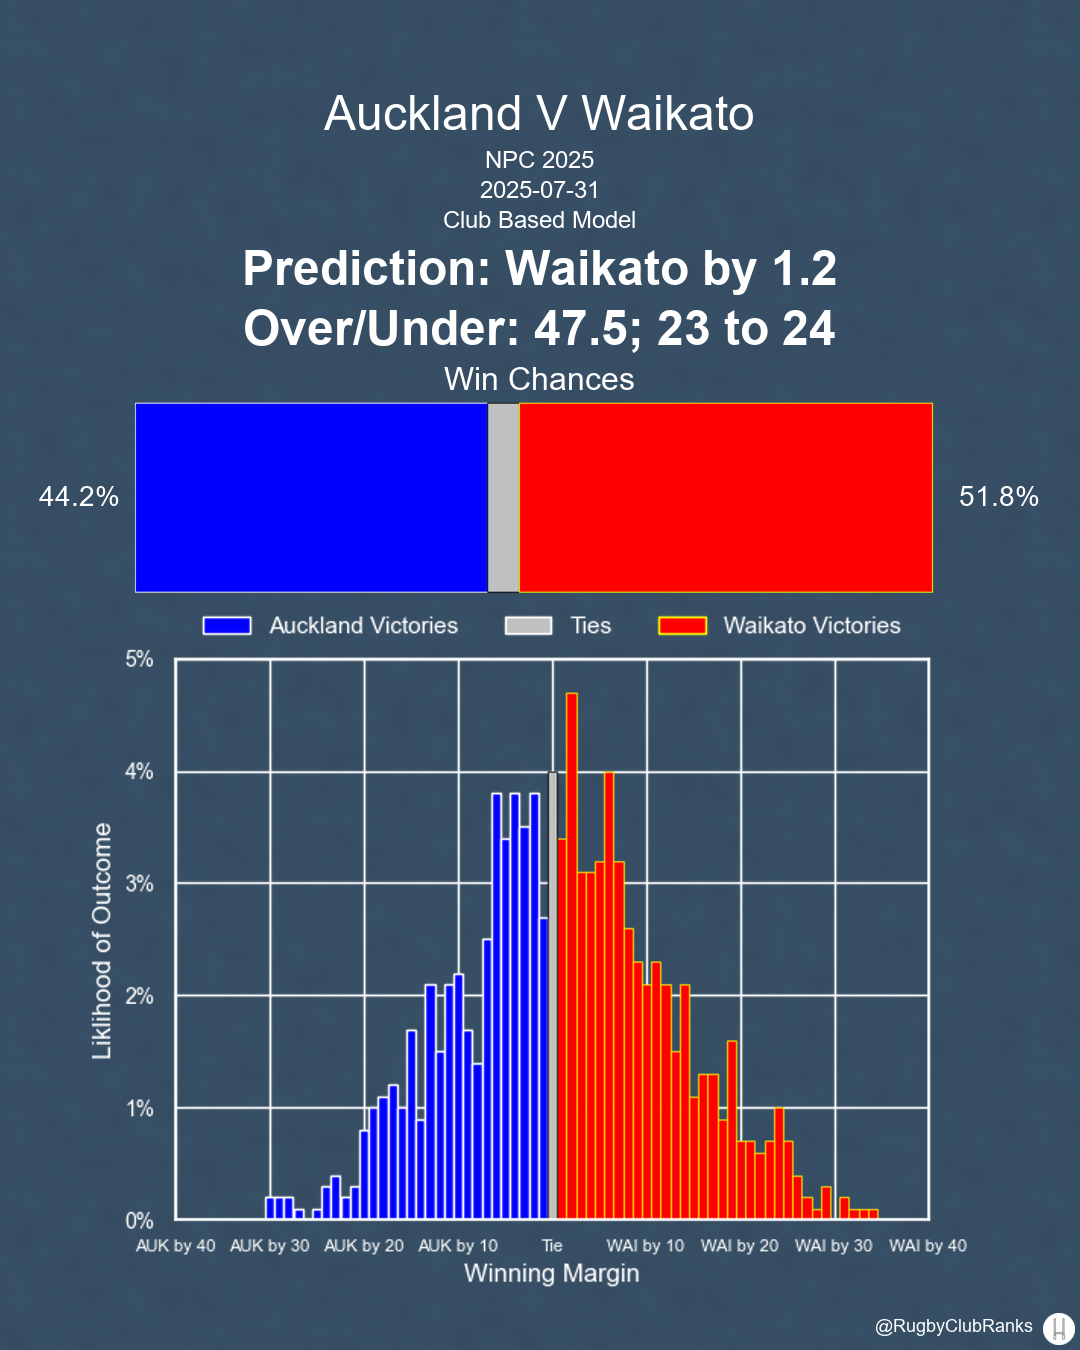 Auckland V Waikato
NPC 2025
2025-07-31
Club Based Model
Prediction: Waikato by 1.2
Over/Under: 47.5; 23 to 24
Win Chances
44.2%
51.8%
Auckland Victories Ties Waikato Victories
5%
4%
3%
2%
1%
0%
Liklihood of Outcome
AUK by 40 AUK by 30 AUK by 20 AUK by 10 Tie WAI by 10 WAI by 20 WAI by 30 WAI by 40
Winning Margin
@RugbyClubRanks